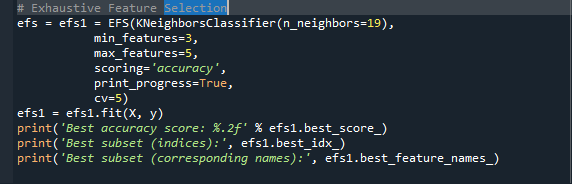 # Exhaustive Feature Selection
efs = efs1 = EFS(KNeighborsClassifier(n_neighbors=19),
           min_features=3,
           max_features=5,
           scoring='accuracy',
           print_progress=True,
           cv=5)
efs1 = efs1.fit(X, y)
print('Best accuracy score: %.2f' % efs1.best_score_)
print('Best subset (indices):', efs1.best_idx_)
print('Best subset (corresponding names):', efs1.best_feature_names_)